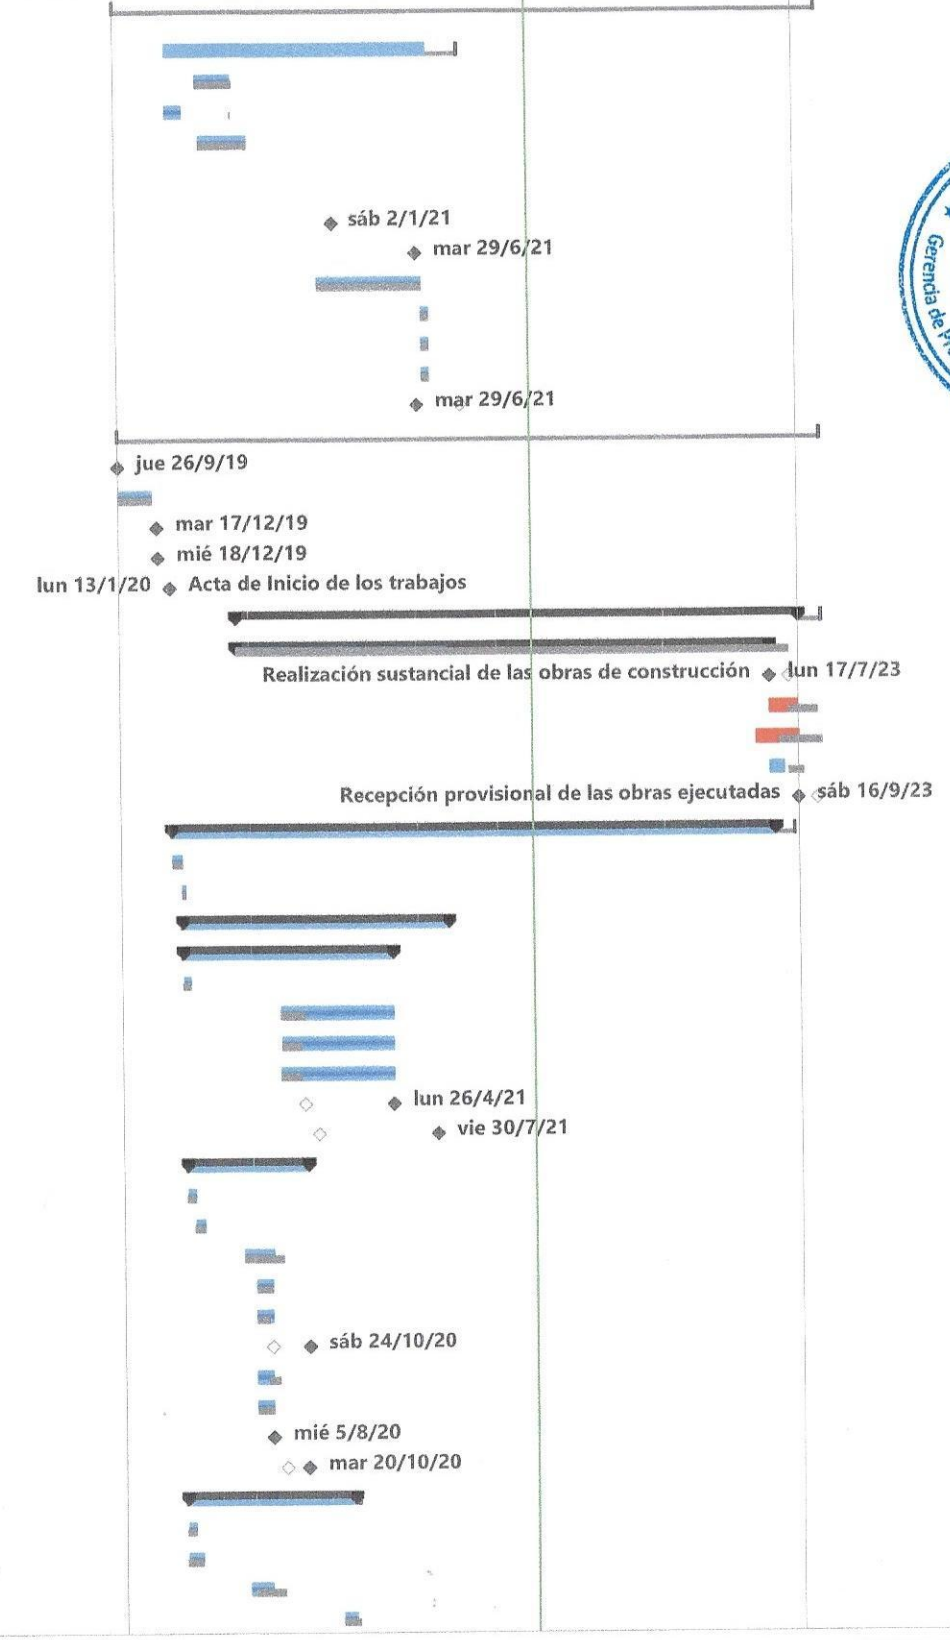 sáb 2/1/21
mar 29/6/21
Gerencia de
mar 29/6/21
jue 26/9/19
mar 17/12/19
mié 18/12/19
lun 13/1/20 Acta de Inicio de los trabajos
Realización sustancial de las obras de construcción lun 17/7/23
Recepción provisional de las obras ejecutadas sáb 16/9/23
lun 26/4/21
vie 30/7/21
sáb 24/10/20
mié 5/8/20
mar 20/10/20